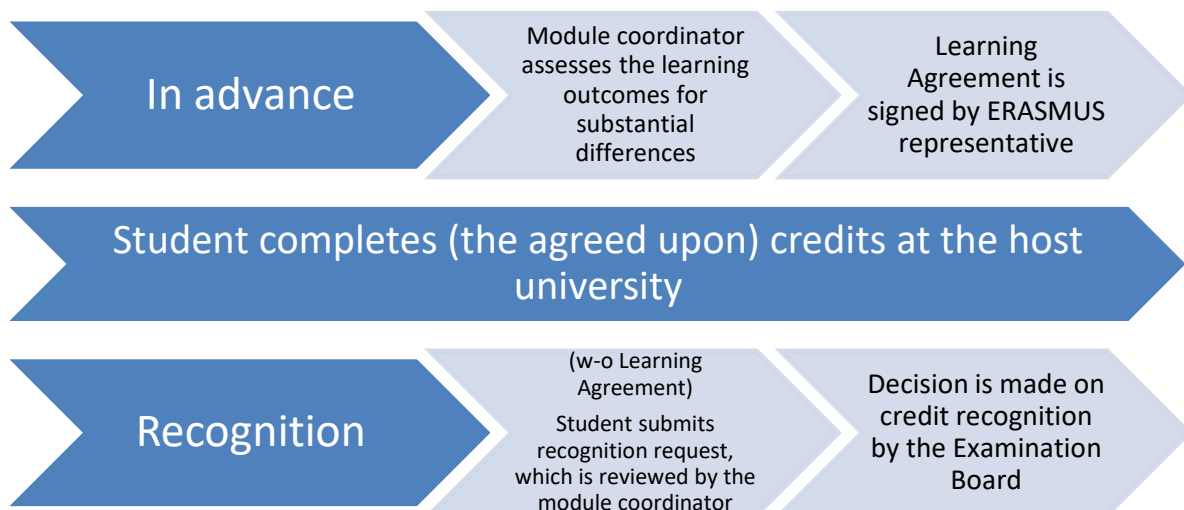 In advance
Module coordinator
assesses the learning
outcomes for
substantial
differences
Learning
Agreement is
signed by ERASMUS
representative
Student completes (the agreed upon) credits at the host
university
Recognition
(w-o Learning
Agreement)
Student submits
recognition request,
which is reviewed by the
module coordinator
Decision is made on
credit recognition
by the Examination
Board